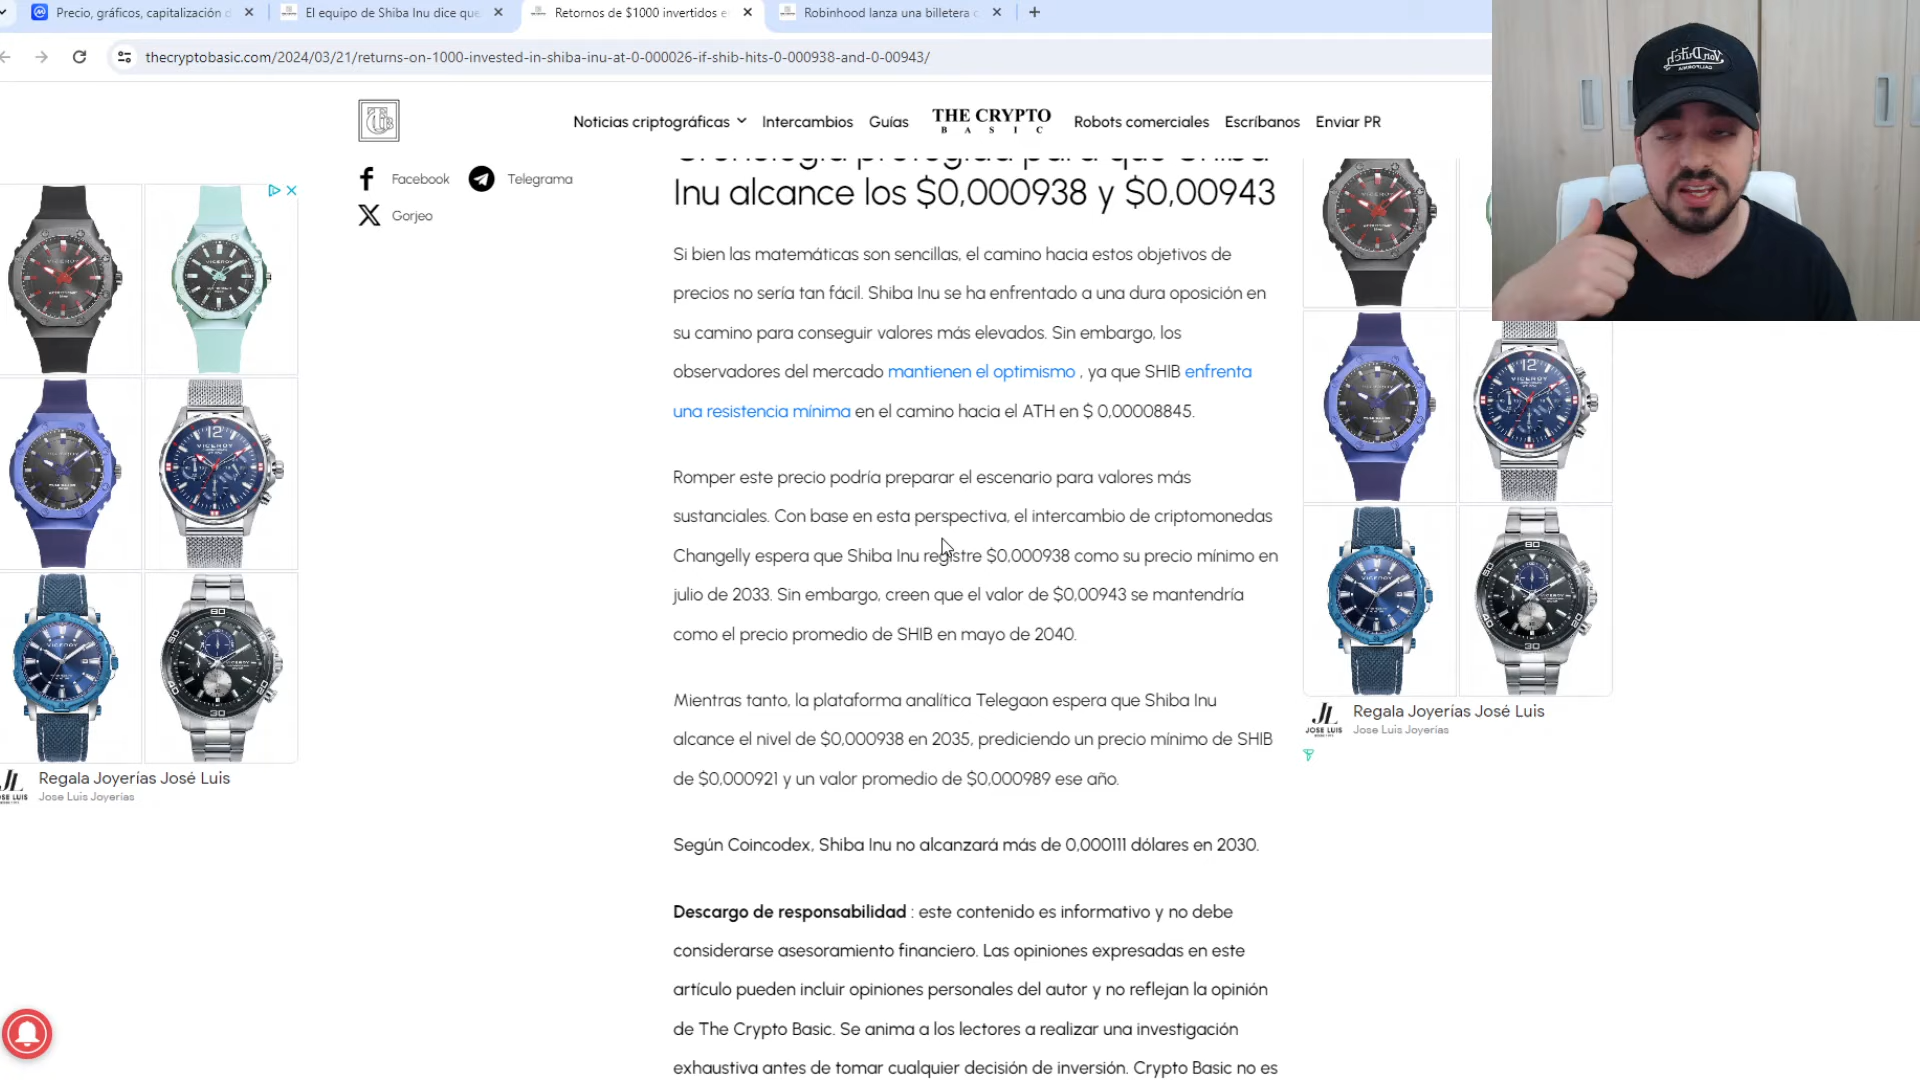 Precio, gráficos, capitalización d
El equipo de Shiba Inu dice que
Retornos de $1000 invertidos e
Robinhood lanza una billetera c
thecryptobasic.com/2024/03/21/returns-on-1000-invested-in-shiba-inu-at-0-000026-if-shib-hits-0-000938-and-0-00943/
Noticias criptográficas
Intercambios
Guías
THE CRYPTO
BASIC
Robots comerciales
Escríbanos
Enviar PR
Facebook
Telegrama
Gorjeo
Cronología protegida para que Shiba
Inu alcance los $0,000938 y $0,00943
Si bien las matemáticas son sencillas, el camino hacia estos objetivos de
precios no sería tan fácil. Shiba Inu se ha enfrentado a una dura oposición en
su camino para conseguir valores más elevados. Sin embargo, los
observadores del mercado mantienen el optimismo , ya que SHIB enfrenta
una resistencia mínima en el camino hacia el ATH en $ 0,00008845.
Romper este precio podría preparar el escenario para valores más
sustanciales. Con base en esta perspectiva, el intercambio de criptomonedas
Changelly espera que Shiba Inu registre $0,000938 como su precio mínimo en
julio de 2033. Sin embargo, creen que el valor de $0,00943 se mantendría
como el precio promedio de SHIB en mayo de 2040.
Mientras tanto, la plataforma analítica Telegaon espera que Shiba Inu
alcance el nivel de $0,000938 en 2035, prediciendo un precio mínimo de SHIB
de $0,000921 y un valor promedio de $0,000989 ese año.
Según Coincodex, Shiba Inu no alcanzará más de 0,000111 dólares en 2030.
Descargo de responsabilidad : este contenido es informativo y no debe
considerarse asesoramiento financiero. Las opiniones expresadas en este
artículo pueden incluir opiniones personales del autor y no reflejan la opinión
de The Crypto Basic. Se anima a los lectores a realizar una investigación
exhaustiva antes de tomar cualquier decisión de inversión. Crypto Basic no es
Regala Joyerías José Luis
Jose Luis Joyerías
Regala Joyerías José Luis
Jose Luis Joyerías
JOSE LUIS
Von Dutch